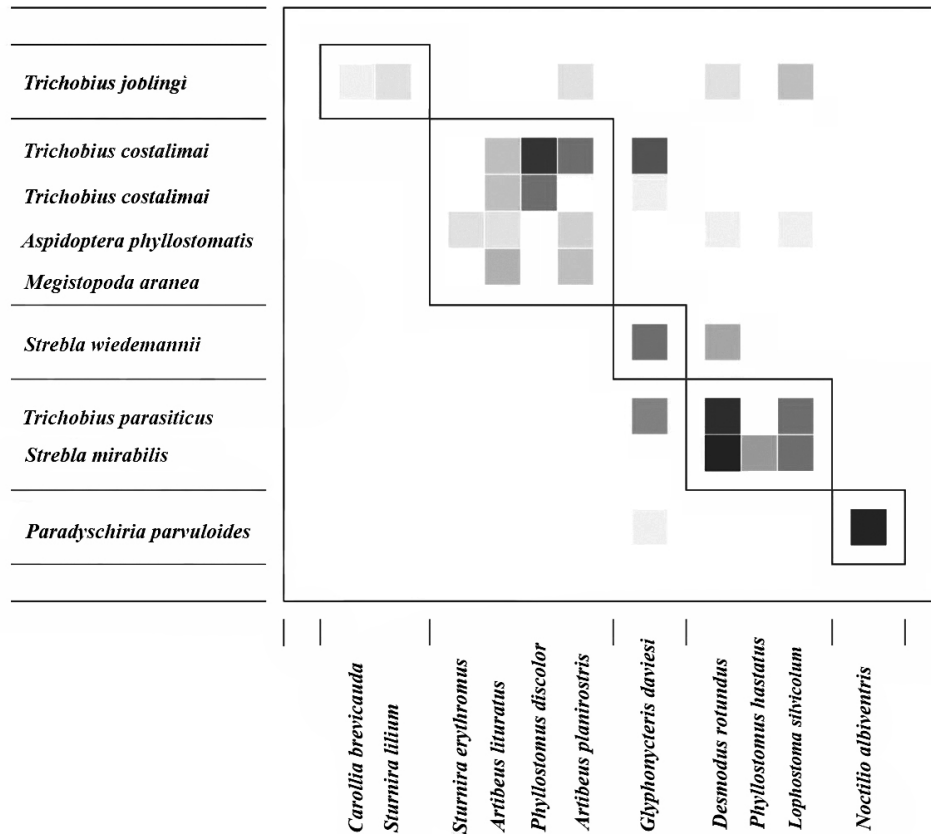 Trichobius joblingi
Trichobius costalimai
Trichobius costalimai
Aspidoptera phyllostomatis
Megistopoda aranea
Strebla wiedemannii
Trichobius parasiticus
Strebla mirabilis
Paradyschiria parvuloides
Carollia brevicauda
Sturnira lilium
Sturnira erythromus
Artibeus lituratus
Phyllostomus discolor
Artibeus planirostris
Glyphonycteris daviesi
Desmodus rotundus
Phyllostomus hastatus
Lophostoma silvicolum
Noctilio albiventris